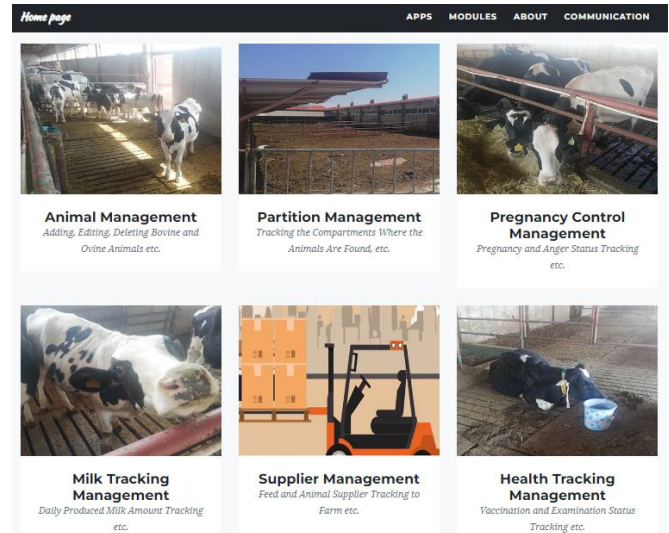 Home page
APPS MODULES ABOUT COMMUNICATION
Animal Management
Adding, Editing, Deleting Bovine and
Ovine Animals etc.
Partition Management
Tracking the Compartments Where the
Animals Are Found, etc.
Pregnancy Control
Management
Pregnancy and Anger Status Tracking
etc.
Milk Tracking
Management
Daily Produced Milk Amount Tracking
etc.
Supplier Management
Feed and Animal Supplier Tracking to
Farm etc.
Health Tracking
Management
Vaccination and Examination Status
Tracking etc.